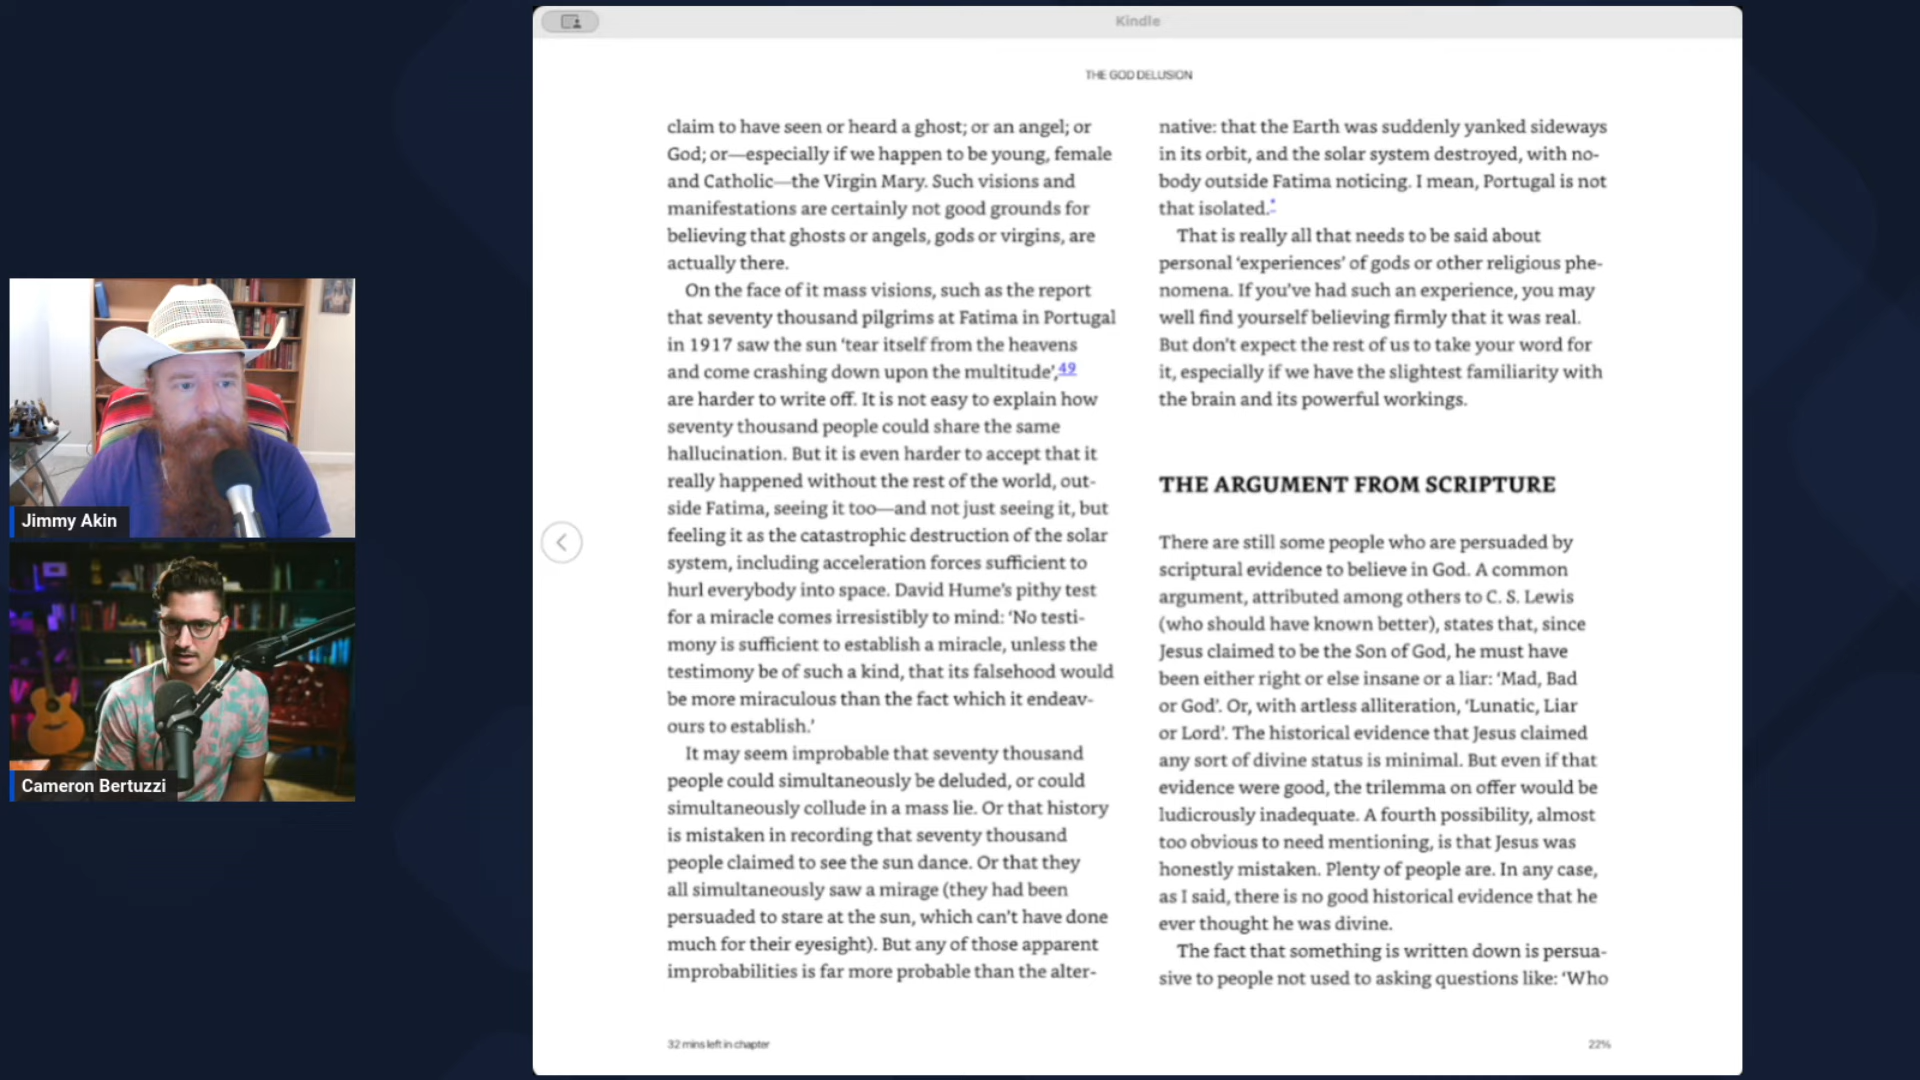 Kindle
THE GOD DELUSION
claim to have seen or heard a ghost; or an angel; or
God; or—especially if we happen to be young, female
and Catholic—the Virgin Mary. Such visions and
manifestations are certainly not good grounds for
believing that ghosts or angels, gods or virgins, are
actually there.
On the face of it mass visions, such as the report
that seventy thousand pilgrims at Fatima in Portugal
in 1917 saw the sun ‘tear itself from the heavens
and come crashing down upon the multitude’,49
are harder to write off. It is not easy to explain how
seventy thousand people could share the same
hallucination. But it is even harder to accept that it
really happened without the rest of the world, out-
side Fatima, seeing it too—and not just seeing it, but
feeling it as the catastrophic destruction of the solar
system, including acceleration forces sufficient to
hurl everybody into space. David Hume’s pithy test
for a miracle comes irresistibly to mind: ‘No testi-
mony is sufficient to establish a miracle, unless the
testimony be of such a kind, that its falsehood would
be more miraculous than the fact which it endeav-
ours to establish.’
It may seem improbable that seventy thousand
people could simultaneously be deluded, or could
simultaneously collude in a mass lie. Or that history
is mistaken in recording that seventy thousand
people claimed to see the sun dance. Or that they
all simultaneously saw a mirage (they had been
persuaded to stare at the sun, which can’t have done
much for their eyesight). But any of those apparent
improbabilities is far more probable than the alter-
native: that the Earth was suddenly yanked sideways
in its orbit, and the solar system destroyed, with no-
body outside Fatima noticing. I mean, Portugal is not
that isolated.*
That is really all that needs to be said about
personal ‘experiences’ of gods or other religious phe-
nomena. If you’ve had such an experience, you may
well find yourself believing firmly that it was real.
But don’t expect the rest of us to take your word for
it, especially if we have the slightest familiarity with
the brain and its powerful workings.
THE ARGUMENT FROM SCRIPTURE
There are still some people who are persuaded by
scriptural evidence to believe in God. A common
argument, attributed among others to C. S. Lewis
(who should have known better), states that, since
Jesus claimed to be the Son of God, he must have
been either right or else insane or a liar: ‘Mad, Bad
or God’. Or, with artless alliteration, ‘Lunatic, Liar
or Lord’. The historical evidence that Jesus claimed
any sort of divine status is minimal. But even if that
evidence were good, the trilemma on offer would be
ludicrously inadequate. A fourth possibility, almost
too obvious to need mentioning, is that Jesus was
honestly mistaken. Plenty of people are. In any case,
as I said, there is no good historical evidence that he
ever thought he was divine.
The fact that something is written down is persua-
sive to people not used to asking questions like: ‘Who
32 mins left in chapter
22%
Jimmy Akin
Cameron Bertuzzi